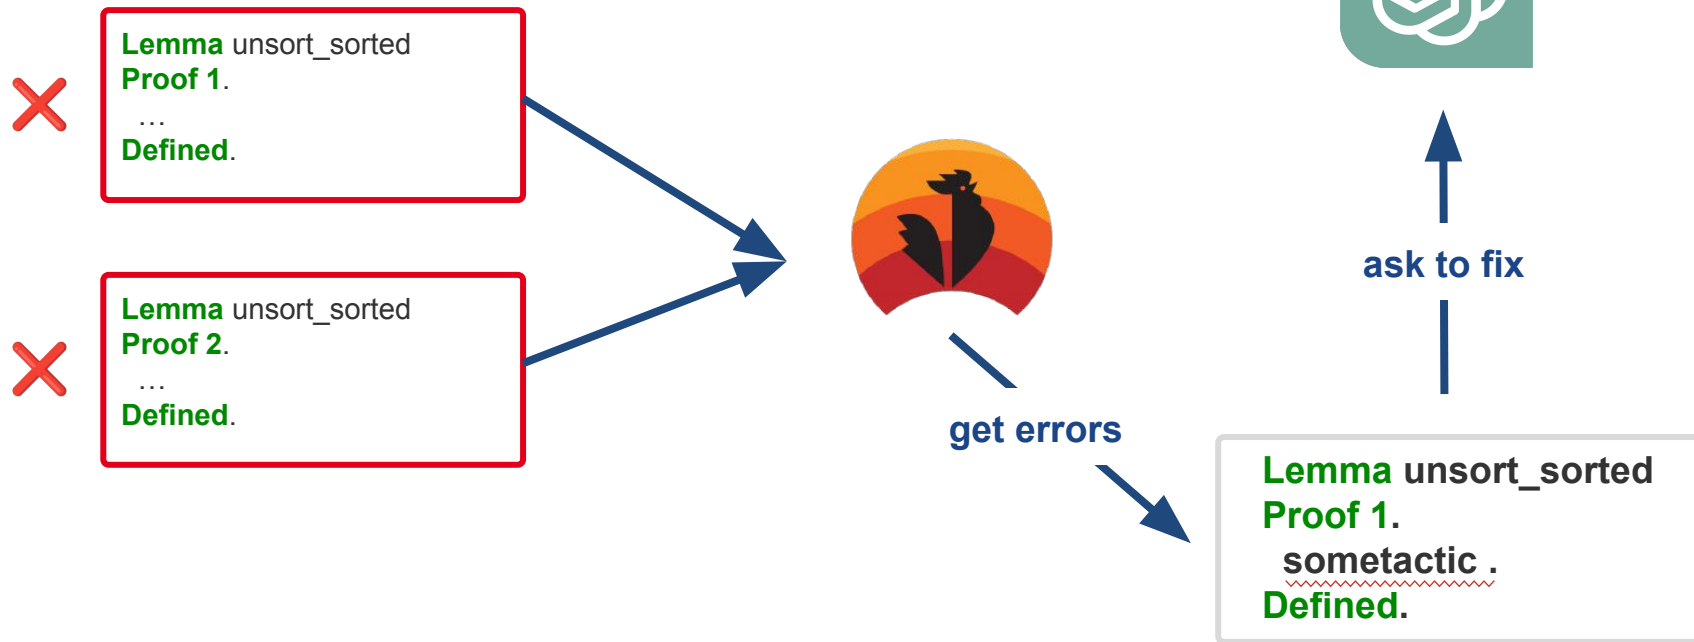 Lemma unsort_sorted
Proof 1.
…
Defined.
Lemma unsort_sorted
Proof 2.
…
Defined.
get errors
ask to fix
Lemma unsort_sorted
Proof 1.
sometactic .
Defined.